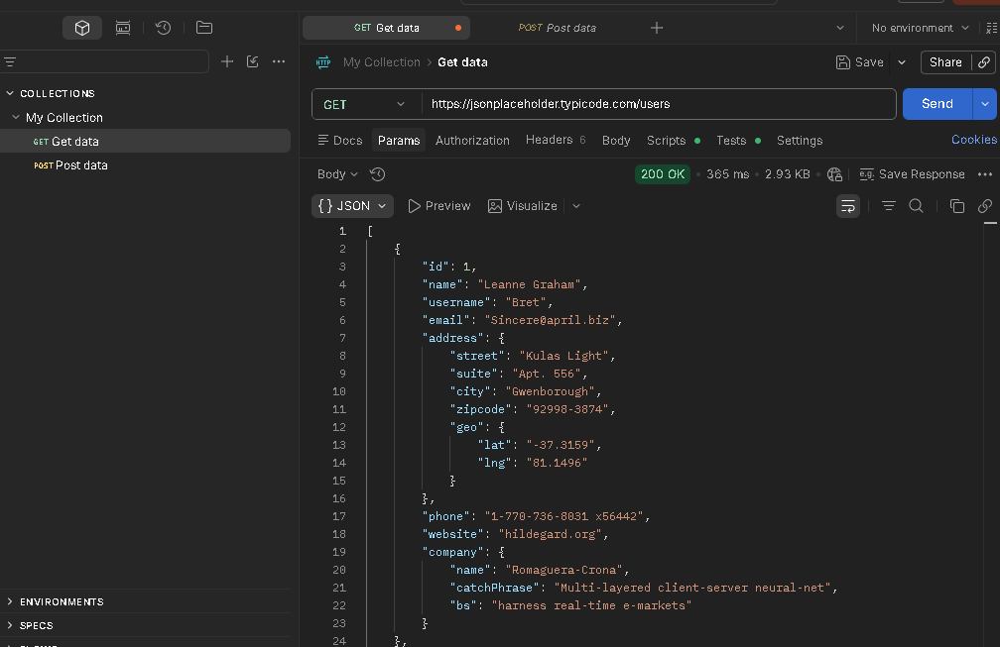 GET Get data
POST Post data
No environment
HTTP My Collection > Get data
Save
Share
COLLECTIONS
My Collection
GET Get data
POST Post data
GET
https://jsonplaceholder.typicode.com/users
Send
Docs Params Authorization Headers 6 Body Scripts Tests Settings Cookies
Body
200 OK • 365 ms • 2.93 KB
e.g. Save Response
{} JSON Preview Visualize
1 [
2 {
3 "id": 1,
4 "name": "Leanne Graham",
5 "username": "Bret",
6 "email": "Sincere@april.biz",
7 "address": {
8 "street": "Kulas Light",
9 "suite": "Apt. 556",
10 "city": "Gwenborough",
11 "zipcode": "92998-3874",
12 "geo": {
13 "lat": "-37.3159",
14 "lng": "81.1496"
15 }
16 },
17 "phone": "1-770-736-8031 x56442",
18 "website": "hildegard.org",
19 "company": {
20 "name": "Romaguera-Crona",
21 "catchPhrase": "Multi-layered client-server neural-net",
22 "bs": "harness real-time e-markets"
23 }
24 },
ENVIRONMENTS
SPECS